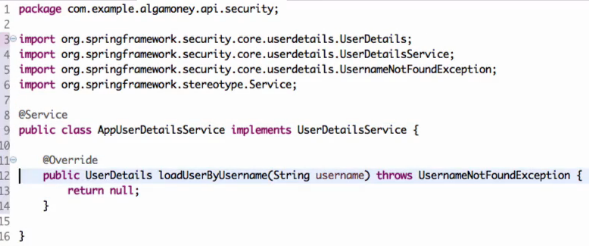 1 package com.example.algamoney.api.security;
2
3 import org.springframework.security.core.userdetails.UserDetails;
4 import org.springframework.security.core.userdetails.UserDetailsService;
5 import org.springframework.security.core.userdetails.UsernameNotFoundException;
6 import org.springframework.stereotype.Service;
7
8 @Service
9 public class AppUserDetailsService implements UserDetailsService {
10
11     @Override
12     public UserDetails loadUserByUsername(String username) throws UsernameNotFoundException {
13         return null;
14     }
15
16 }